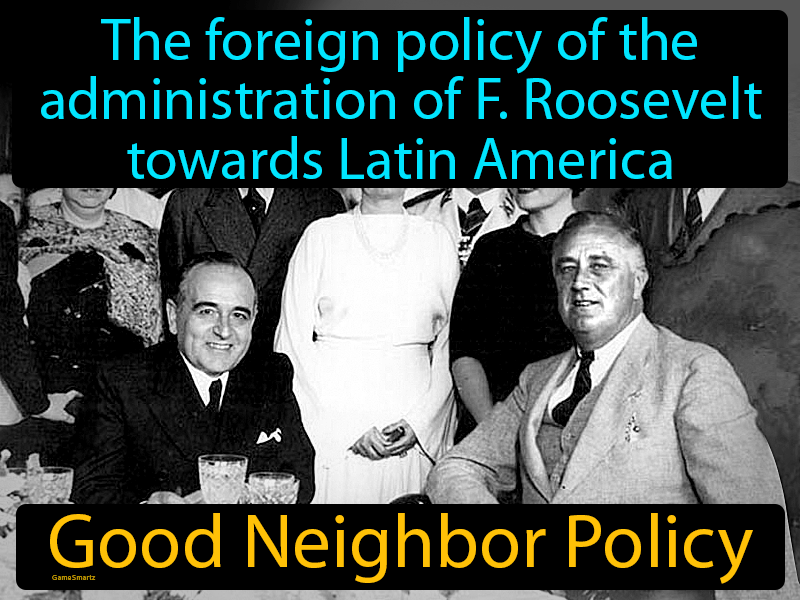 The foreign policy of the
administration of F. Roosevelt
towards Latin America
Good Neighbor Policy
GameSmartz